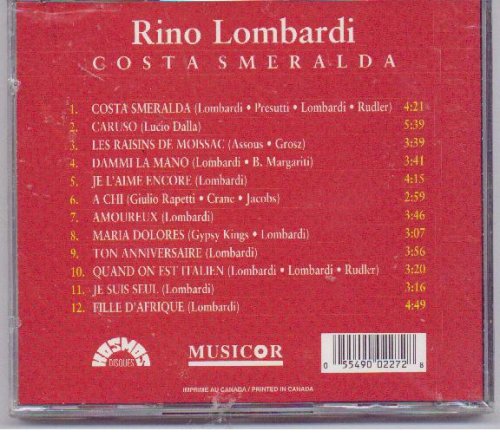 Rino Lombardi
COSTA SMERALDA
1. COSTA SMERALDA (Lombardi • Presutti • Lombardi • Rudler) 4:21
2. CARUSO (Lucio Dalla) 5:39
3. LES RAISINS DE MOISSAC (Assous • Grosz) 3:39
4. DAMMI LA MANO (Lombardi • B. Margariti) 3:41
5. JE L'AIME ENCORE (Lombardi) 4:15
6. A CHI (Giulio Rapetti • Crane • Jacobs) 2:59
7. AMOUREUX (Lombardi) 3:46
8. MARIA DOLORES (Gypsy Kings • Lombardi) 3:07
9. TON ANNIVERSAIRE (Lombardi) 3:56
10. QUAND ON EST ITALIEN (Lombardi • Lombardi • Rudler) 3:20
11. JE SUIS SEUL (Lombardi) 3:16
12. FILLE D'AFRIQUE (Lombardi) 4:49
KOSMOS
DISQUES
MUSICOR
0 55490 02272 8
IMPRIME AU CANADA / PRINTED IN CANADA